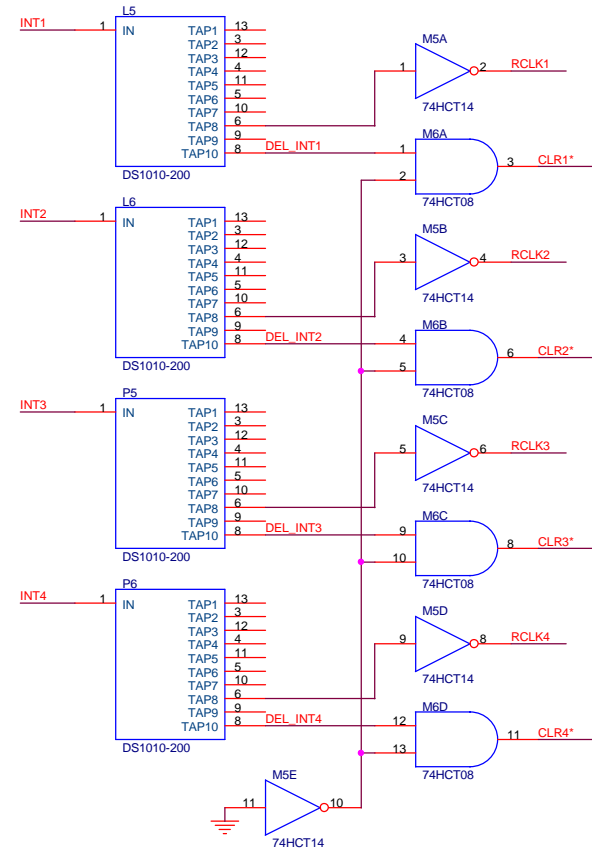 L5
INT1 1 IN TAP1 13
TAP2 3
TAP3 12
TAP4 4
TAP5 11
TAP6 5
TAP7 10
TAP8 6
TAP9 9
TAP10 8 DEL_INT1
DS1010-200
M5A
1 2 RCLK1
74HCT14
M6A
1
2
3 CLR1*
74HCT08
L6
INT2 1 IN TAP1 13
TAP2 3
TAP3 12
TAP4 4
TAP5 11
TAP6 5
TAP7 10
TAP8 6
TAP9 9
TAP10 8 DEL_INT2
DS1010-200
M5B
3 4 RCLK2
74HCT14
M6B
4
5
6 CLR2*
74HCT08
P5
INT3 1 IN TAP1 13
TAP2 3
TAP3 12
TAP4 4
TAP5 11
TAP6 5
TAP7 10
TAP8 6
TAP9 9
TAP10 8 DEL_INT3
DS1010-200
M5C
5 6 RCLK3
74HCT14
M6C
9
10
8 CLR3*
74HCT08
P6
INT4 1 IN TAP1 13
TAP2 3
TAP3 12
TAP4 4
TAP5 11
TAP6 5
TAP7 10
TAP8 6
TAP9 9
TAP10 8 DEL_INT4
DS1010-200
M5D
9 8 RCLK4
74HCT14
M6D
12
13
11 CLR4*
74HCT08
M5E
11 10
74HCT14